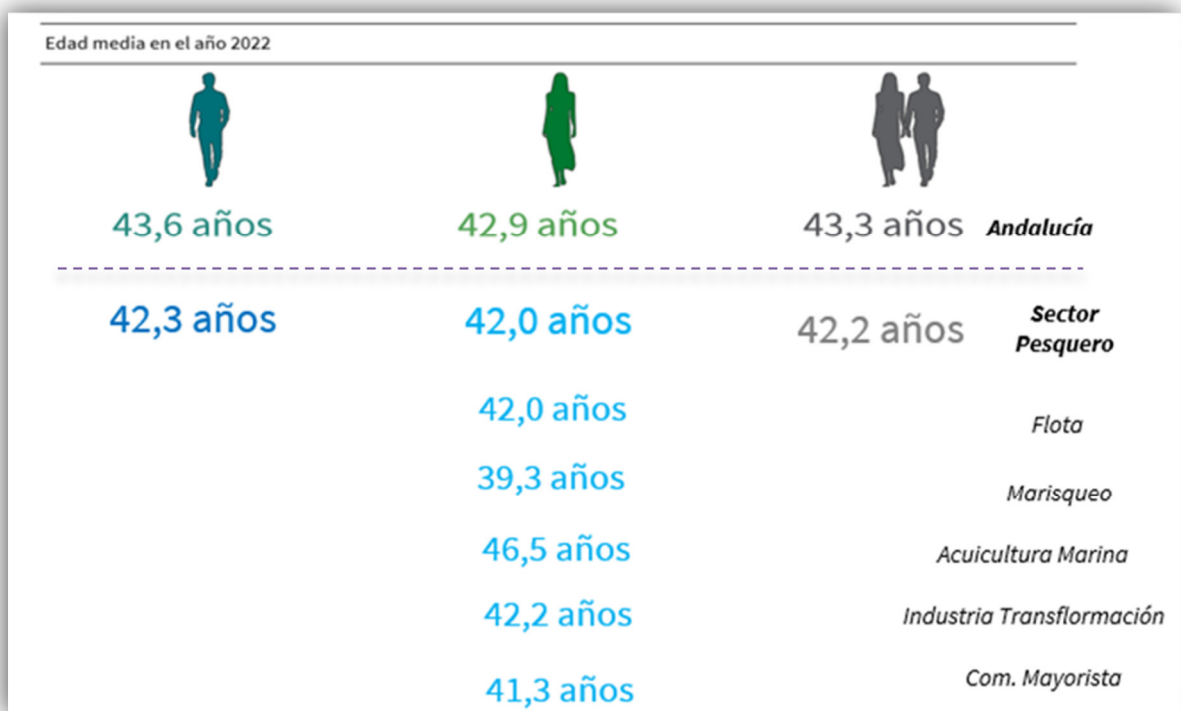 Edad media en el año 2022
43,6 años 42,9 años 43,3 años Andalucía
42,3 años 42,0 años 42,2 años Sector
Pesquero
42,0 años Flota
39,3 años Marisqueo
46,5 años Acuicultura Marina
42,2 años Industria Transflormación
41,3 años Com. Mayorista